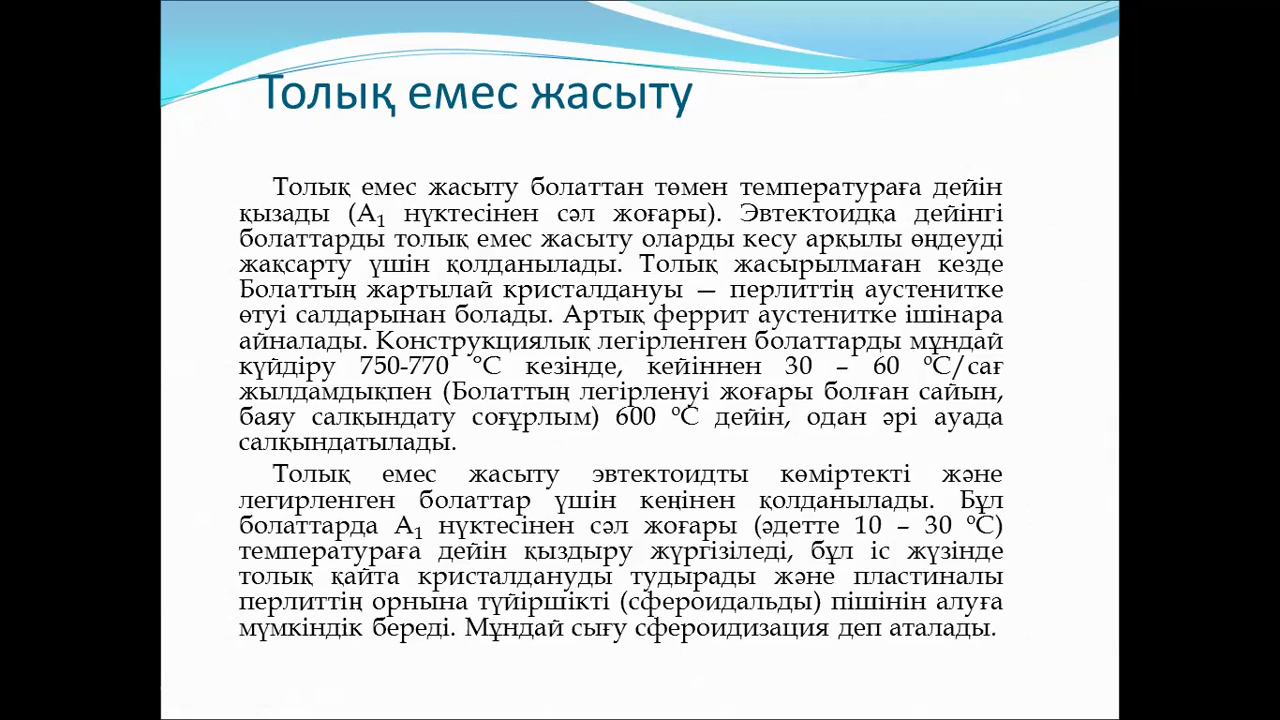 Толық емес жасыту
Толық емес жасыту болаттан төмен температураға дейін
қызады (А₁ нүктесінен сәл жоғары). Эвтектоидқа дейінгі
болаттарды толық емес жасыту оларды кесу арқылы өңдеуді
жақсарту үшін қолданылады. Толық жасырылмаған кезде
Болаттың жартылай кристалдануы — перлиттің аустенитке
өтуі салдарынан болады. Артық феррит аустенитке ішінара
айналады. Конструкциялық легірленген болаттарды мұндай
күйдіру 750-770 °С кезінде, кейіннен 30 – 60 ºС/сағ
жылдамдықпен (Болаттың легірленуі жоғары болған сайын,
баяу салқындату соғұрлым) 600 ºС дейін, одан әрі ауада
салқындатылады.
Толық емес жасыту эвтектоидты көміртекті және
легирленген болаттар үшін кеңінен қолданылады. Бұл
болаттарда А₁ нүктесінен сәл жоғары (әдетте 10 – 30 ºС)
температураға дейін қыздыру жүргізіледі, бұл іс жүзінде
толық қайта кристалдануды тудырады және пластиналы
перлиттің орнына түйіршікті (сфероидальды) пішінін алуға
мүмкіндік береді. Мұндай сығу сфероидизация деп аталады.